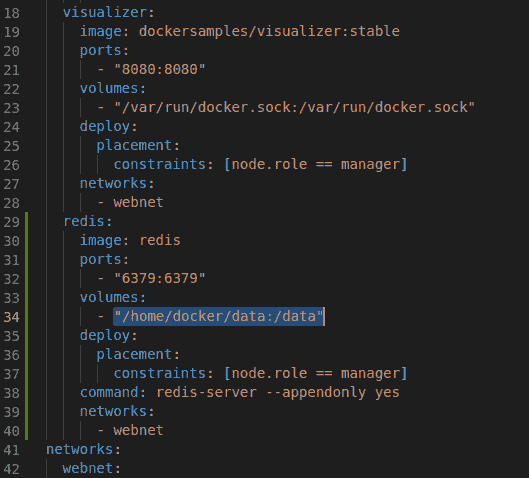 18 visualizer:
19 image: dockersamples/visualizer:stable
20 ports:
21 - "8080:8080"
22 volumes:
23 - "/var/run/docker.sock:/var/run/docker.sock"
24 deploy:
25 placement:
26 constraints: [node.role == manager]
27 networks:
28 - webnet
29 redis:
30 image: redis
31 ports:
32 - "6379:6379"
33 volumes:
34 - "/home/docker/data:/data"
35 deploy:
36 placement:
37 constraints: [node.role == manager]
38 command: redis-server --appendonly yes
39 networks:
40 - webnet
41 networks:
42 webnet: